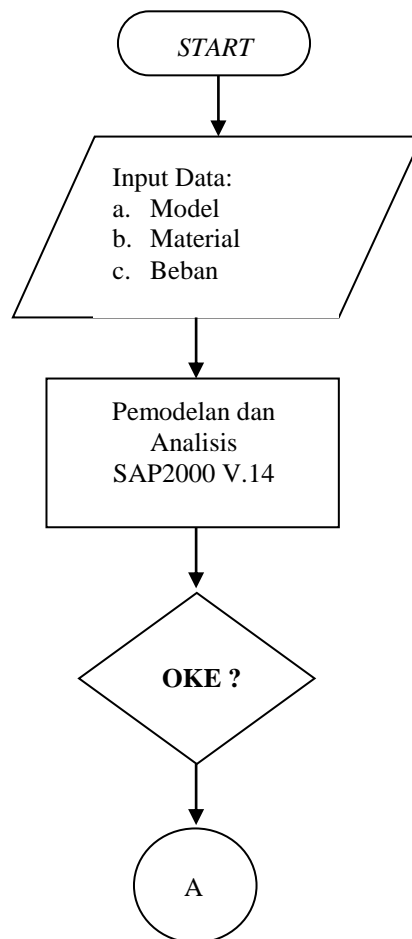 START
Input Data:
a. Model
b. Material
c. Beban
Pemodelan dan
Analisis
SAP2000 V.14
OKE ?
A